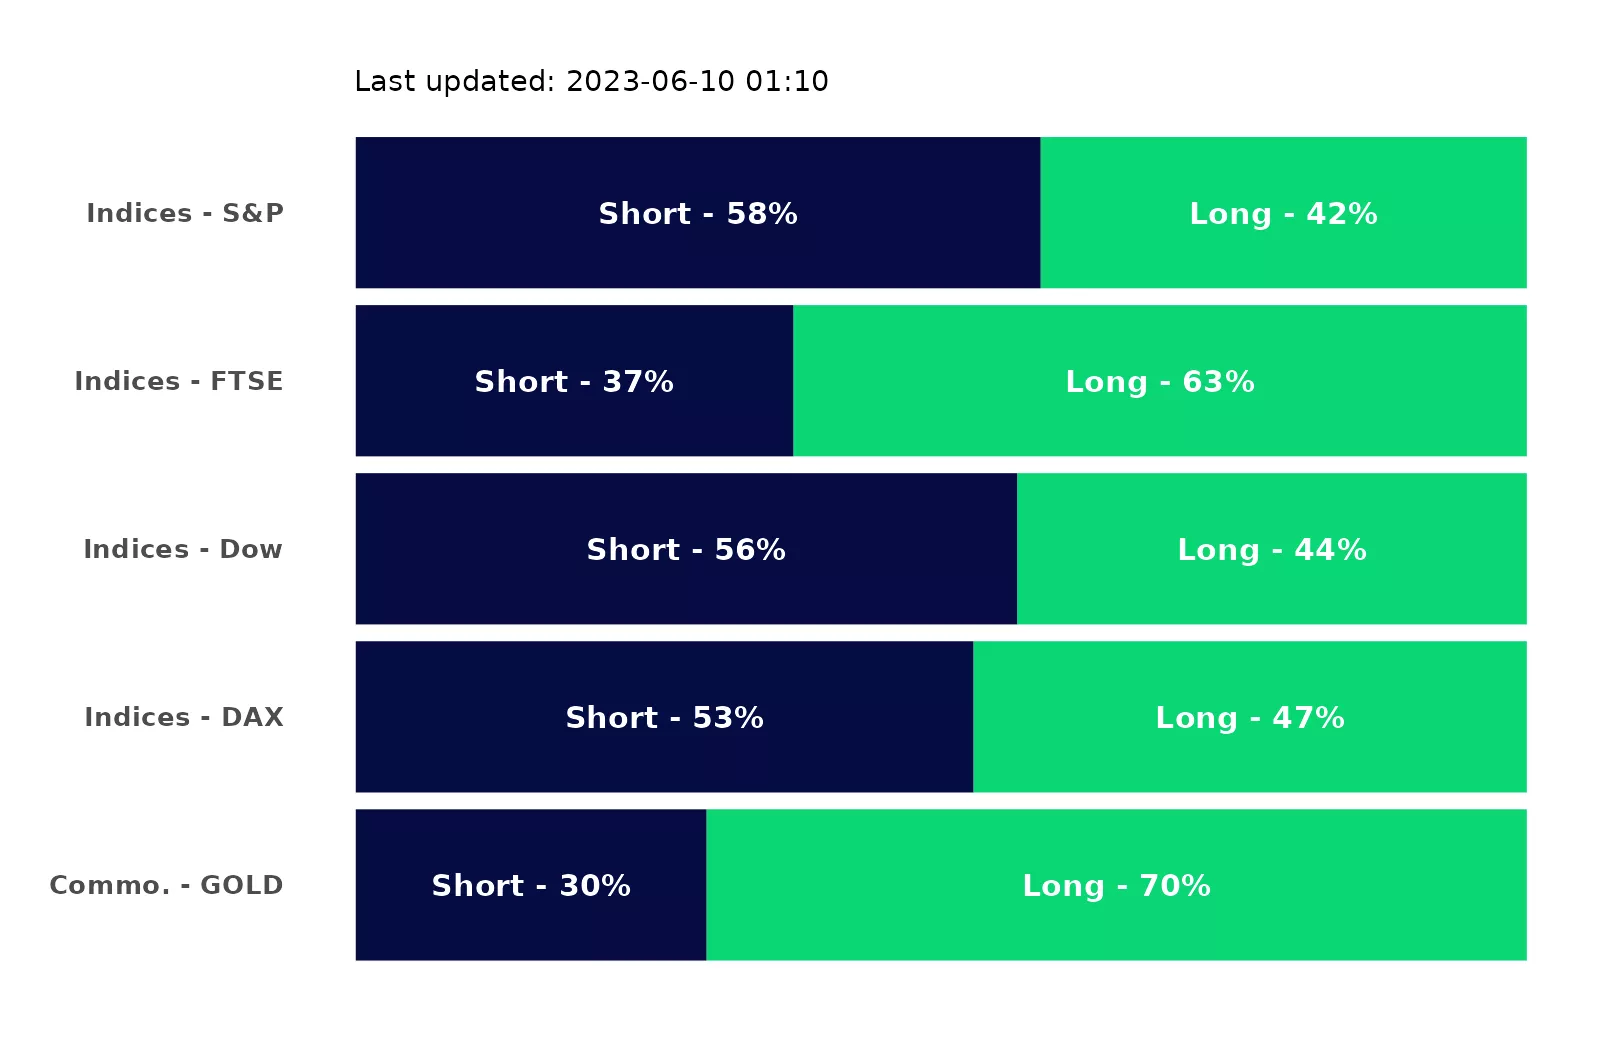 Last updated: 2023-06-10 01:10
Indices - S&P Short - 58% Long - 42%
Indices - FTSE Short - 37% Long - 63%
Indices - Dow Short - 56% Long - 44%
Indices - DAX Short - 53% Long - 47%
Commo. - GOLD Short - 30% Long - 70%